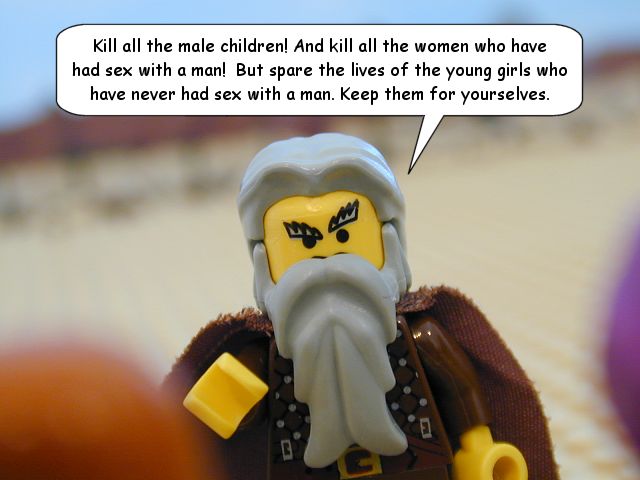 Kill all the male children! And kill all the women who have
had sex with a man!  But spare the lives of the young girls who
have never had sex with a man. Keep them for yourselves.